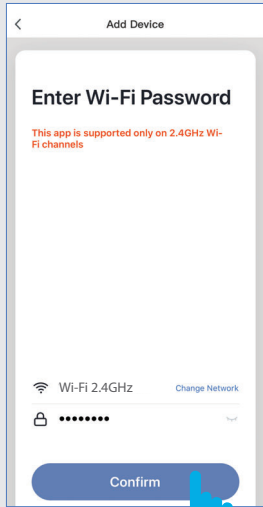 Add Device
Enter Wi-Fi Password
This app is supported only on 2.4GHz Wi-
Fi channels
Wi-Fi 2.4GHz Change Network
••••••••
Confirm